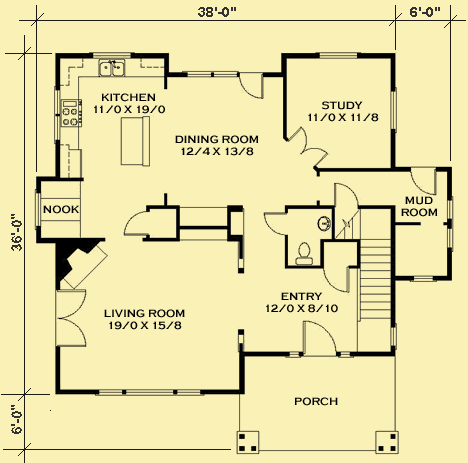 38'-0"
6'-0"
KITCHEN
11/0 X 19/0
STUDY
11/0 X 11/8
DINING ROOM
12/4 X 13/8
MUD
ROOM
NOOK
36'-0"
ENTRY
12/0 X 8/10
LIVING ROOM
19/0 X 15/8
PORCH
6'-0"